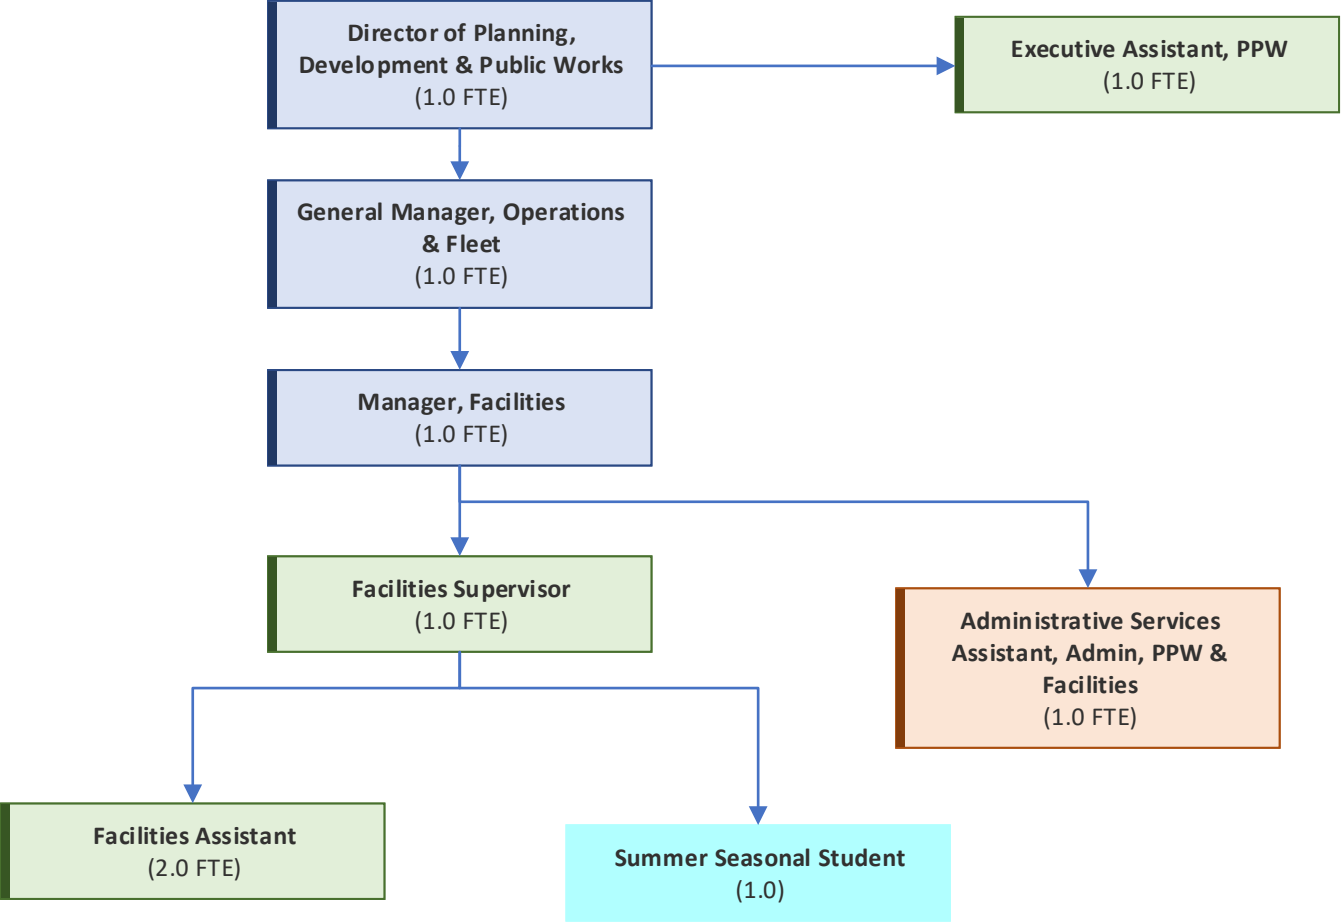 Director of Planning,
Development & Public Works
(1.0 FTE)
Executive Assistant, PPW
(1.0 FTE)
General Manager, Operations
& Fleet
(1.0 FTE)
Manager, Facilities
(1.0 FTE)
Facilities Supervisor
(1.0 FTE)
Administrative Services
Assistant, Admin, PPW &
Facilities
(1.0 FTE)
Facilities Assistant
(2.0 FTE)
Summer Seasonal Student
(1.0)